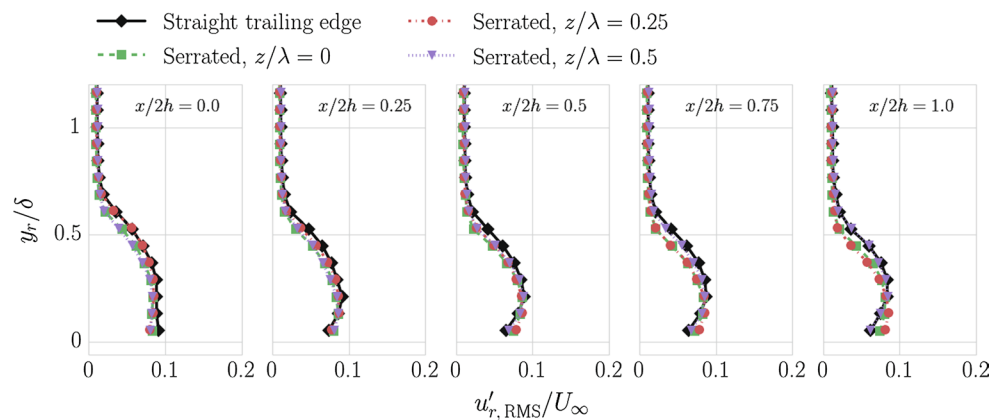 Straight trailing edge
Serrated, z/λ = 0
Serrated, z/λ = 0.25
Serrated, z/λ = 0.5
x/2h = 0.0 x/2h = 0.25 x/2h = 0.5 x/2h = 0.75 x/2h = 1.0
1
0.5
0
y_r/δ
0 0.1 0.2 0 0.1 0.2 0 0.1 0.2 0 0.1 0.2 0 0.1 0.2
u′_{r, RMS}/U_∞